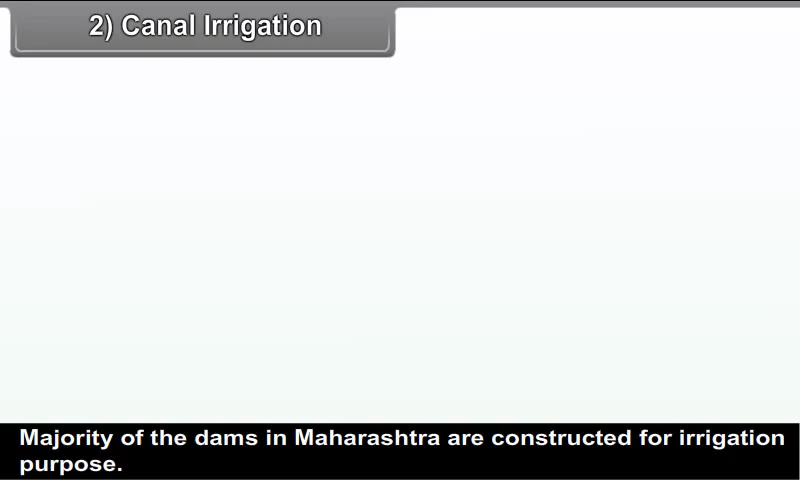 2) Canal Irrigation
Majority of the dams in Maharashtra are constructed for irrigation
purpose.